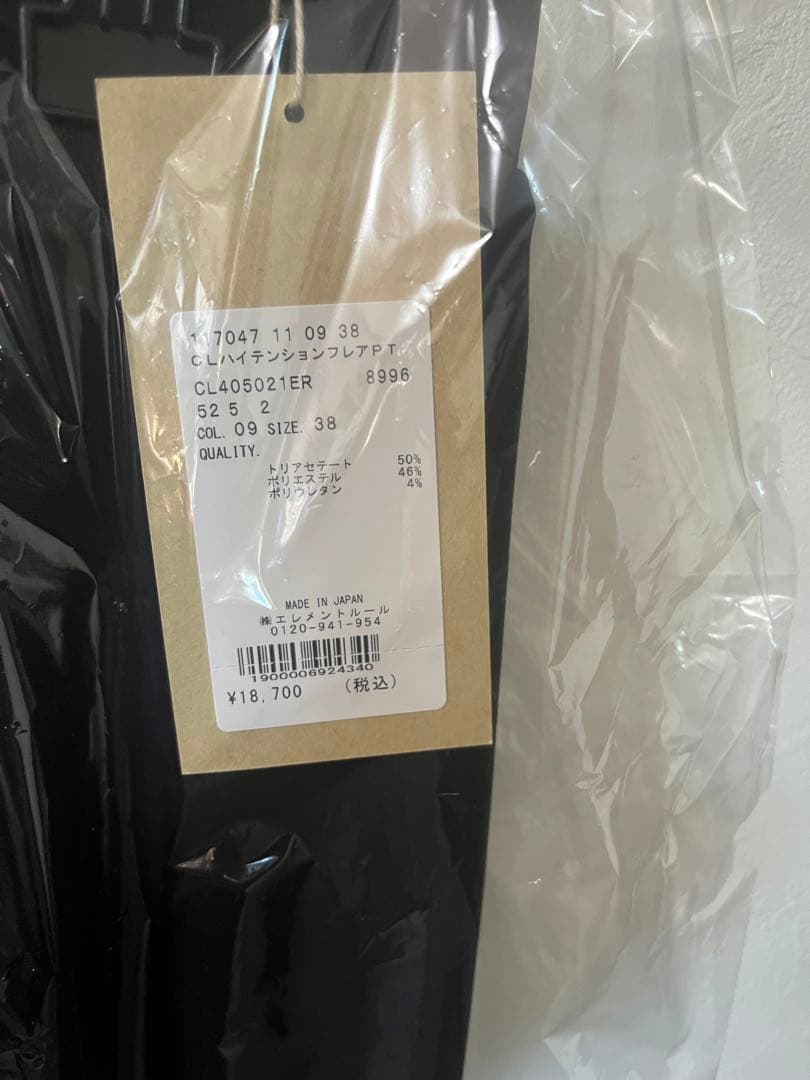 117047 11 09 38
CLハイテンションフレアPT
CL405021ER 8996
52 5 2
COL. 09 SIZE. 38
QUALITY.
トリアセテート 50%
ポリエステル 46%
ポリウレタン 4%
MADE IN JAPAN
㈱エレメントルール
0120-941-954
1900006924340
¥18,700 (税込)